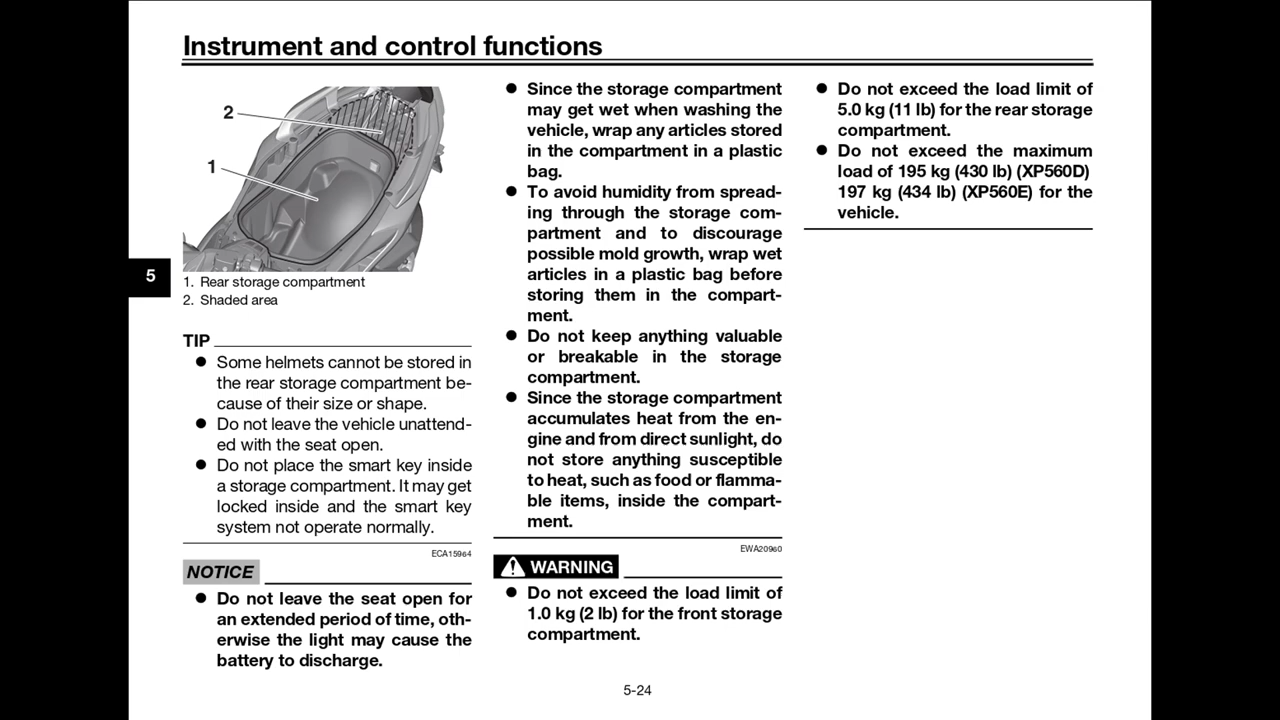 Instrument and control functions
2
1
1. Rear storage compartment
2. Shaded area
TIP
● Some helmets cannot be stored in
the rear storage compartment be-
cause of their size or shape.
● Do not leave the vehicle unattend-
ed with the seat open.
● Do not place the smart key inside
a storage compartment. It may get
locked inside and the smart key
system not operate normally.
ECA15964
NOTICE
● Do not leave the seat open for
an extended period of time, oth-
erwise the light may cause the
battery to discharge.
● Since the storage compartment
may get wet when washing the
vehicle, wrap any articles stored
in the compartment in a plastic
bag.
● To avoid humidity from spread-
ing through the storage com-
partment and to discourage
possible mold growth, wrap wet
articles in a plastic bag before
storing them in the compart-
ment.
● Do not keep anything valuable
or breakable in the storage
compartment.
● Since the storage compartment
accumulates heat from the en-
gine and from direct sunlight, do
not store anything susceptible
to heat, such as food or flamma-
ble items, inside the compart-
ment.
EWA20960
WARNING
● Do not exceed the load limit of
1.0 kg (2 lb) for the front storage
compartment.
● Do not exceed the load limit of
5.0 kg (11 lb) for the rear storage
compartment.
● Do not exceed the maximum
load of 195 kg (430 lb) (XP560D)
197 kg (434 lb) (XP560E) for the
vehicle.
5
5-24